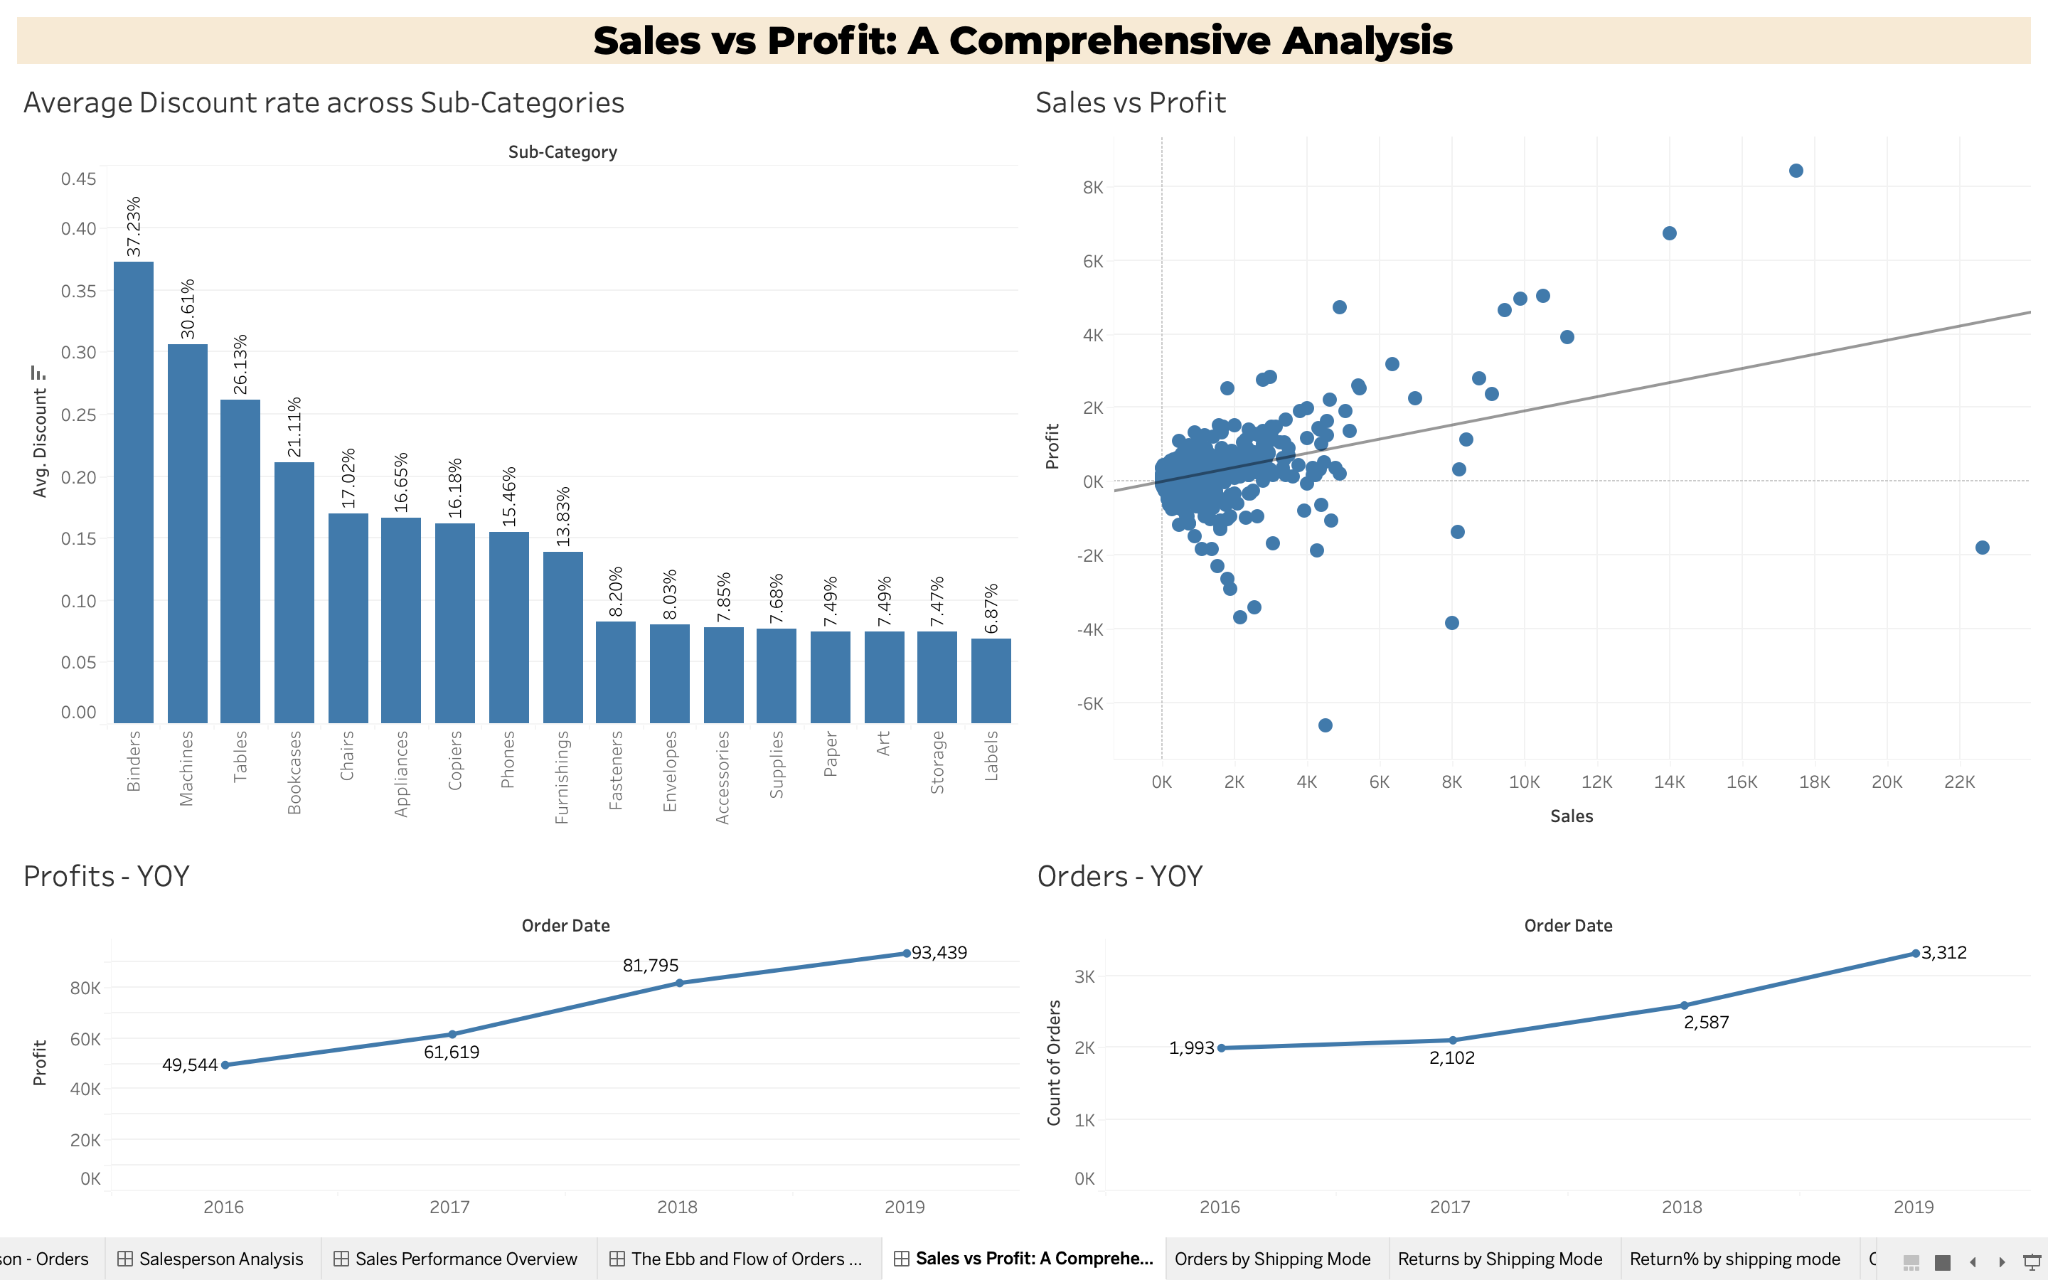 Sales vs Profit: A Comprehensive Analysis
Average Discount rate across Sub-Categories
Sub-Category
Avg. Discount
0.45
0.40
0.35
0.30
0.25
0.20
0.15
0.10
0.05
0.00
37.23%
30.61%
26.13%
21.11%
17.02%
16.65%
16.18%
15.46%
13.83%
8.20%
8.03%
7.85%
7.68%
7.49%
7.49%
7.47%
6.87%
Binders
Machines
Tables
Bookcases
Chairs
Appliances
Copiers
Phones
Furnishings
Fasteners
Envelopes
Accessories
Supplies
Paper
Art
Storage
Labels
Sales vs Profit
Profit
8K
6K
4K
2K
0K
-2K
-4K
-6K
0K 2K 4K 6K 8K 10K 12K 14K 16K 18K 20K 22K
Sales
Profits - YOY
Order Date
Profit
80K
60K
40K
20K
0K
49,544
61,619
81,795
93,439
2016 2017 2018 2019
Orders - YOY
Order Date
Count of Orders
3K
2K
1K
0K
1,993
2,102
2,587
3,312
2016 2017 2018 2019
son - Orders Salesperson Analysis Sales Performance Overview The Ebb and Flow of Orders ... Sales vs Profit: A Comprehe... Orders by Shipping Mode Returns by Shipping Mode Return% by shipping mode